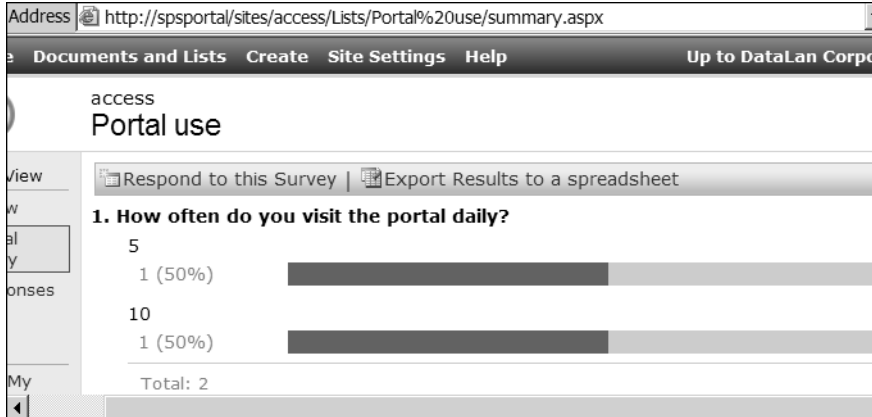 Address http://spsportal/sites/access/Lists/Portal%20use/summary.aspx
e Documents and Lists Create Site Settings Help Up to DataLan Corpo
access
Portal use
View
Respond to this Survey | Export Results to a spreadsheet
w
1. How often do you visit the portal daily?
al
y
5
onses
1 (50%)
10
1 (50%)
My
Total: 2